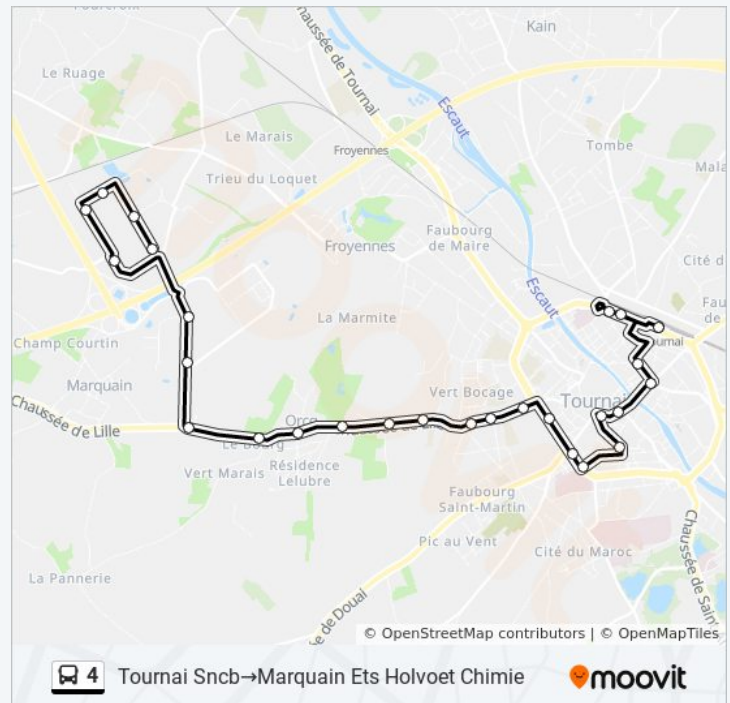 Fourcroix
Kain
Chaussée de Tournai
Le Ruage
Escaut
Le Marais
Froyennes
Tombe
Trieu du Loquet
Mala
Froyennes
Faubourg
de Maire
Cité d
Escaut
Fau
de
La Marmite
Tournai
Champ Courtin
Marquain
Vert Bocage
Tournai
Chaussée de Lille
Orcq
Le Bourg
Vert Marais
Résidence
Lelubre
Faubourg
Saint-Martin
Pic au Vent
Cité du Maroc
Chaussée de Sain
La Pannerie
ée de Douai
© OpenStreetMap contributors | © OpenMapTiles
4 Tournai Sncb→Marquain Ets Holvoet Chimie
moovit